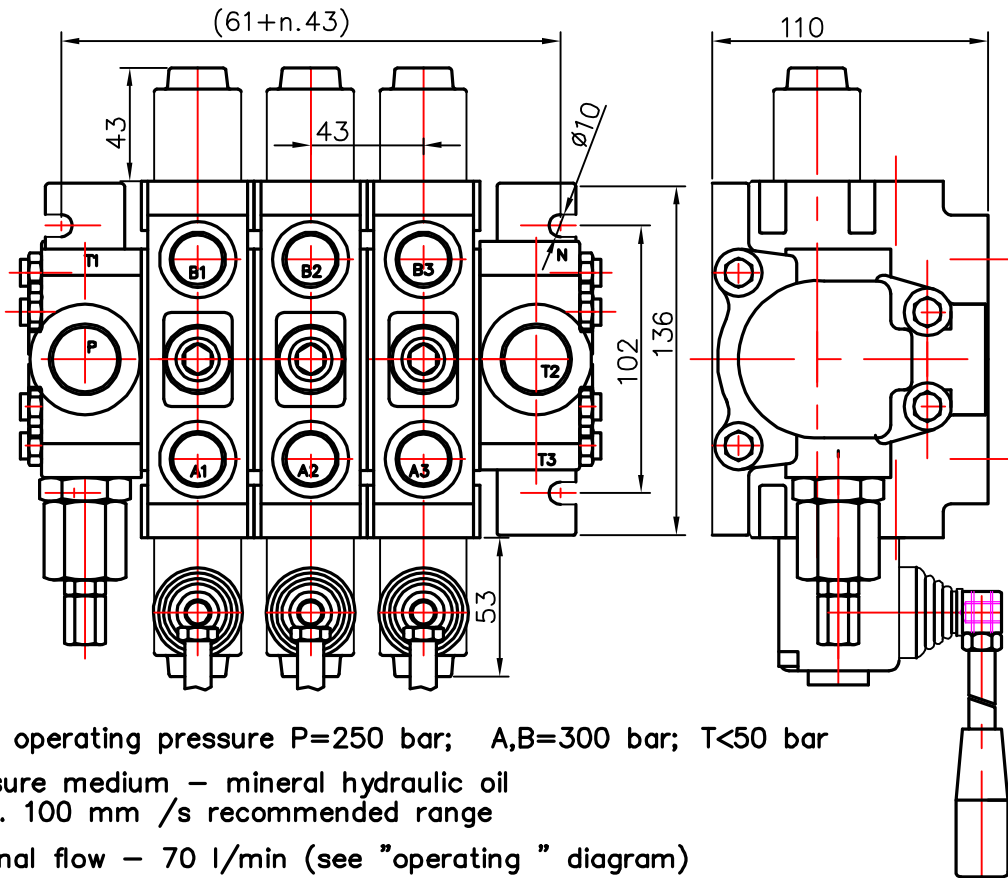 (61+n.43)
110
43
43
ø10
T1
N
B1
B2
B3
P
T2
102
136
A1
A2
A3
T3
53
operating pressure P=250 bar; A,B=300 bar; T<50 bar
sure medium – mineral hydraulic oil
. 100 mm /s recommended range
nal flow – 70 l/min (see "operating " diagram)